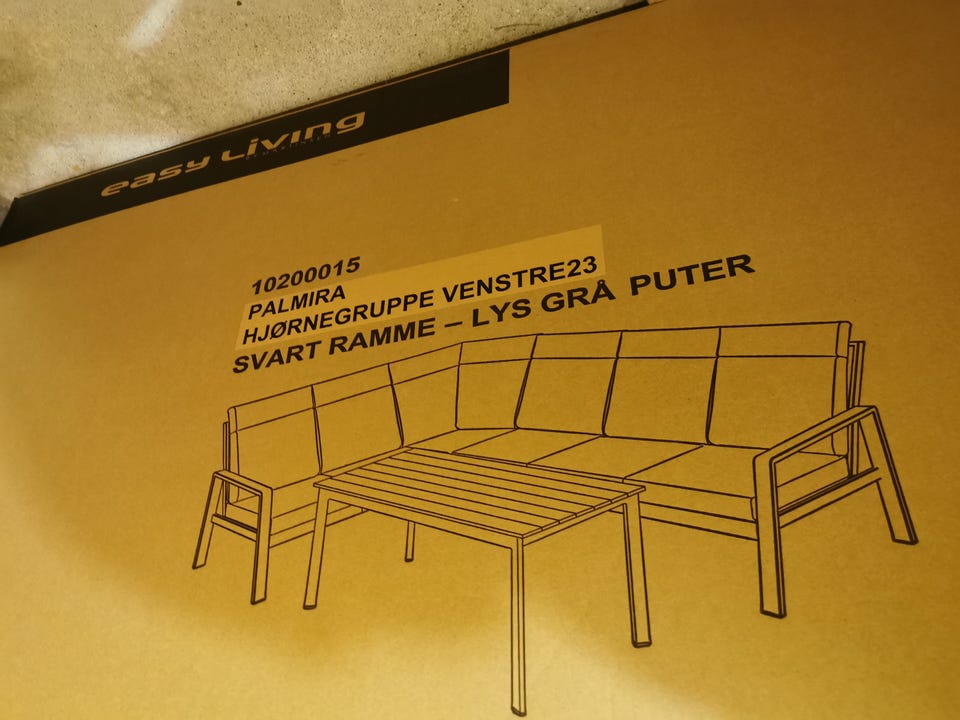 easy Living
10200015
PALMIRA
HJØRNEGRUPPE VENSTRE23
SVART RAMME – LYS GRÅ PUTER